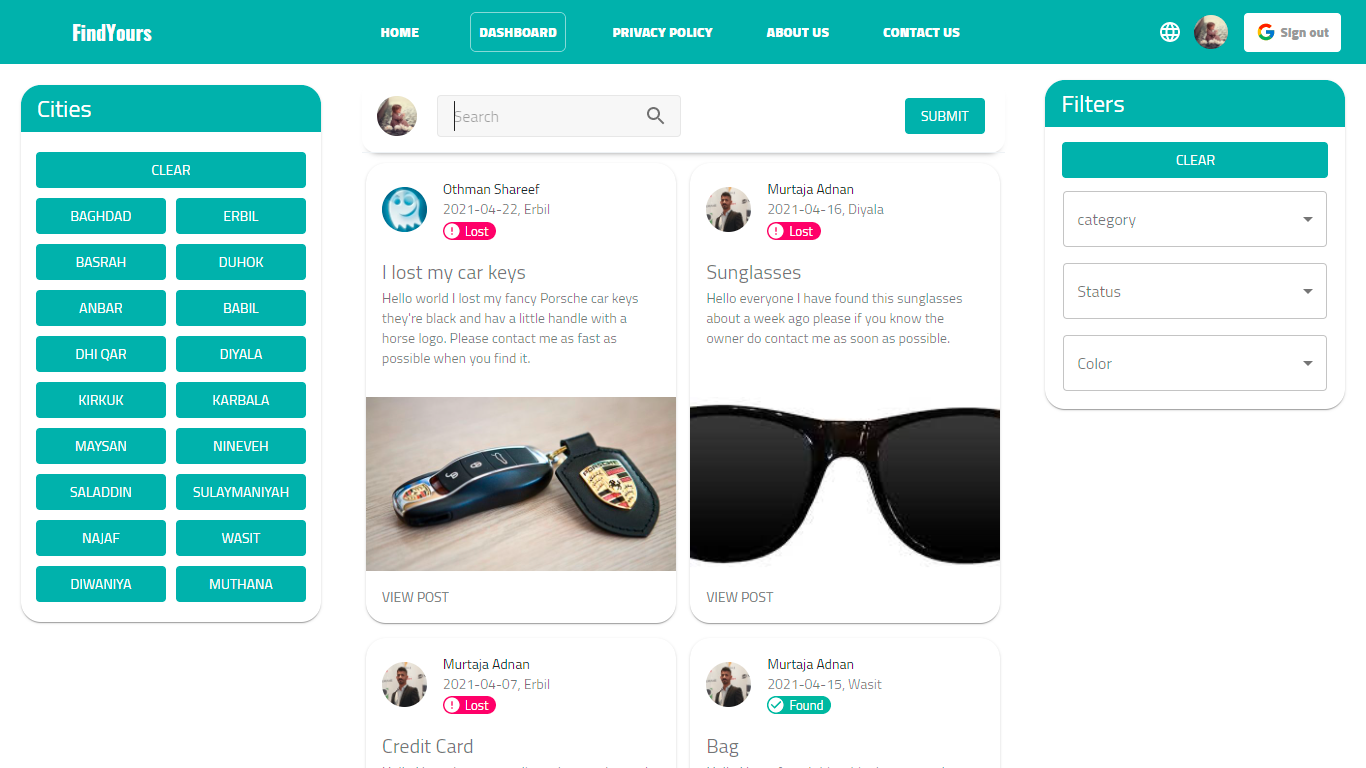 FindYours
HOME
DASHBOARD
PRIVACY POLICY
ABOUT US
CONTACT US
Sign out
Cities
CLEAR
BAGHDAD
ERBIL
BASRAH
DUHOK
ANBAR
BABIL
DHI QAR
DIYALA
KIRKUK
KARBALA
MAYSAN
NINEVEH
SALADDIN
SULAYMANIYAH
NAJAF
WASIT
DIWANIYA
MUTHANA
Search
SUBMIT
Othman Shareef
2021-04-22, Erbil
Lost
I lost my car keys
Hello world I lost my fancy Porsche car keys
they're black and hav a little handle with a
horse logo. Please contact me as fast as
possible when you find it.
PORSCHE
VIEW POST
Murtaja Adnan
2021-04-16, Diyala
Lost
Sunglasses
Hello everyone I have found this sunglasses
about a week ago please if you know the
owner do contact me as soon as possible.
VIEW POST
Murtaja Adnan
2021-04-07, Erbil
Lost
Credit Card
Murtaja Adnan
2021-04-15, Wasit
Found
Bag
Filters
CLEAR
category
Status
Color